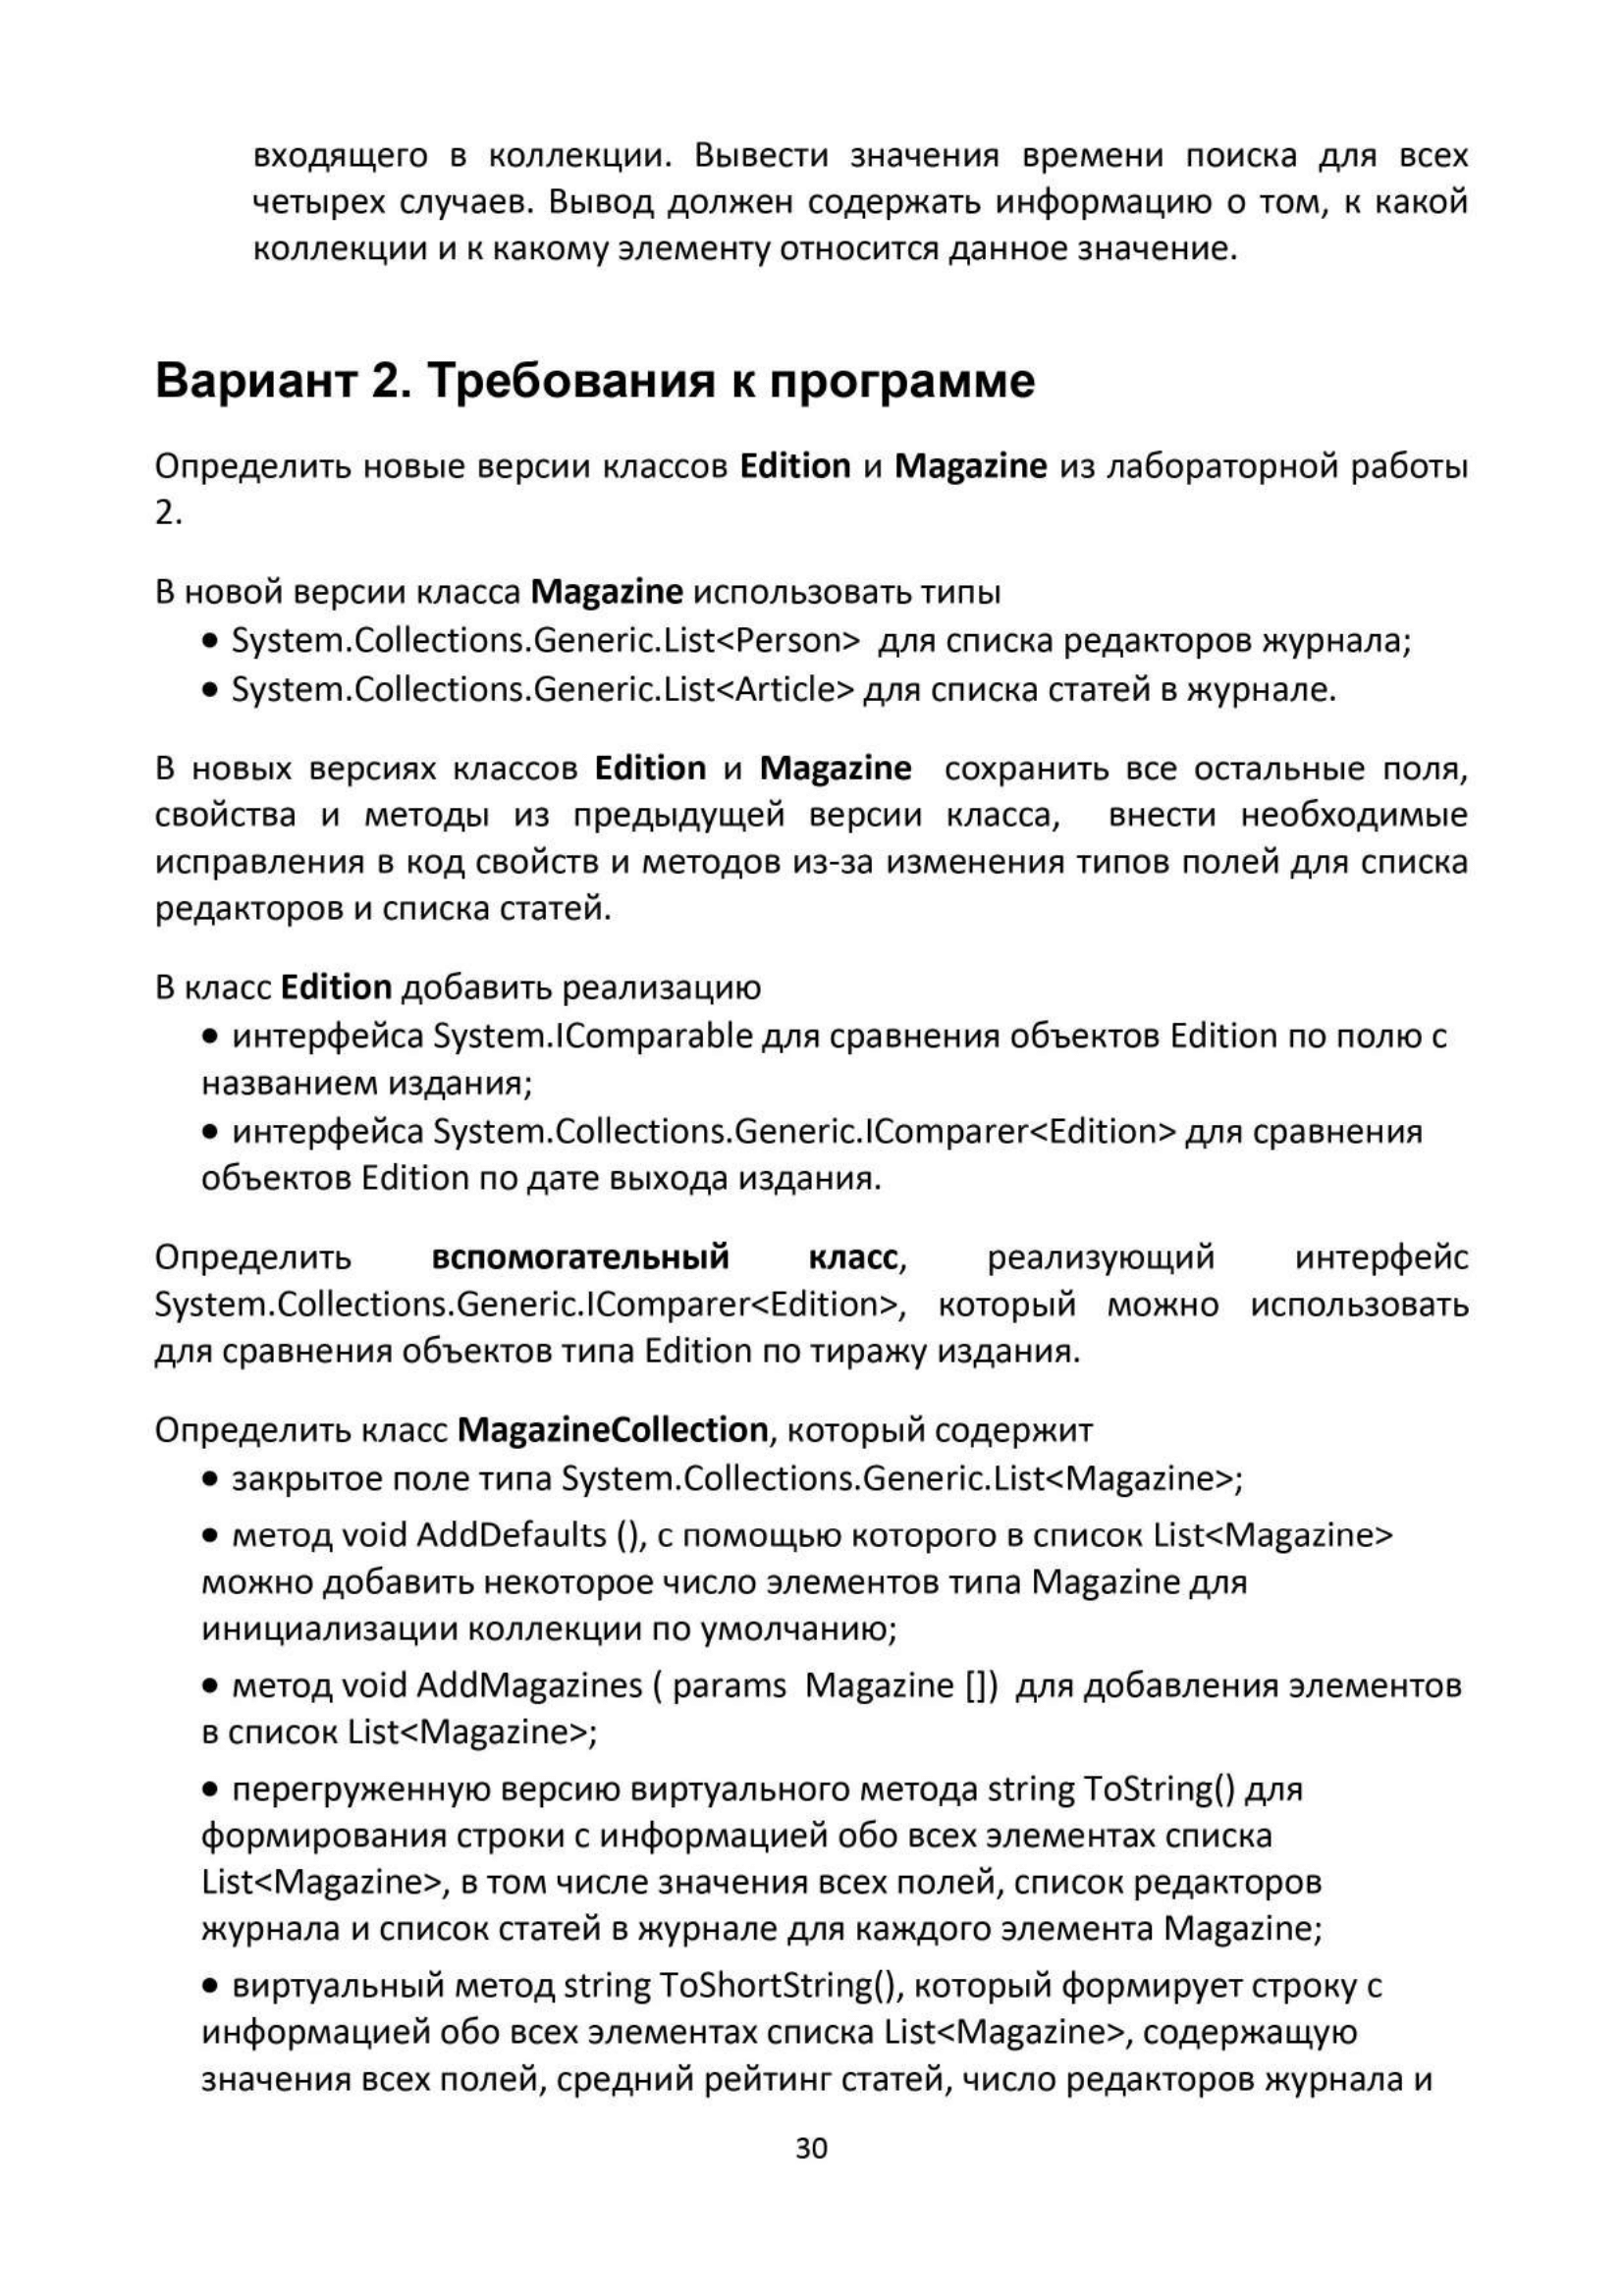 входящего в коллекции. Вывести значения времени поиска для всех
четырех случаев. Вывод должен содержать информацию о том, к какой
коллекции и к какому элементу относится данное значение.
Вариант 2. Требования к программе
Определить новые версии классов Edition и Magazine из лабораторной работы
2.
В новой версии класса Magazine использовать типы
• System.Collections.Generic.List<Person> для списка редакторов журнала;
• System.Collections.Generic.List<Article> для списка статей в журнале.
В новых версиях классов Edition и Magazine сохранить все остальные поля,
свойства и методы из предыдущей версии класса, внести необходимые
исправления в код свойств и методов из-за изменения типов полей для списка
редакторов и списка статей.
В класс Edition добавить реализацию
• интерфейса System.IComparable для сравнения объектов Edition по полю с
названием издания;
• интерфейса System.Collections.Generic.IComparer<Edition> для сравнения
объектов Edition по дате выхода издания.
Определить вспомогательный класс, реализующий интерфейс
System.Collections.Generic.IComparer<Edition>, который можно использовать
для сравнения объектов типа Edition по тиражу издания.
Определить класс MagazineCollection, который содержит
• закрытое поле типа System.Collections.Generic.List<Magazine>;
• метод void AddDefaults (), с помощью которого в список List<Magazine>
можно добавить некоторое число элементов типа Magazine для
инициализации коллекции по умолчанию;
• метод void AddMagazines ( params Magazine []) для добавления элементов
в список List<Magazine>;
• перегруженную версию виртуального метода string ToString() для
формирования строки с информацией обо всех элементах списка
List<Magazine>, в том числе значения всех полей, список редакторов
журнала и список статей в журнале для каждого элемента Magazine;
• виртуальный метод string ToShortString(), который формирует строку с
информацией обо всех элементах списка List<Magazine>, содержащую
значения всех полей, средний рейтинг статей, число редакторов журнала и
30